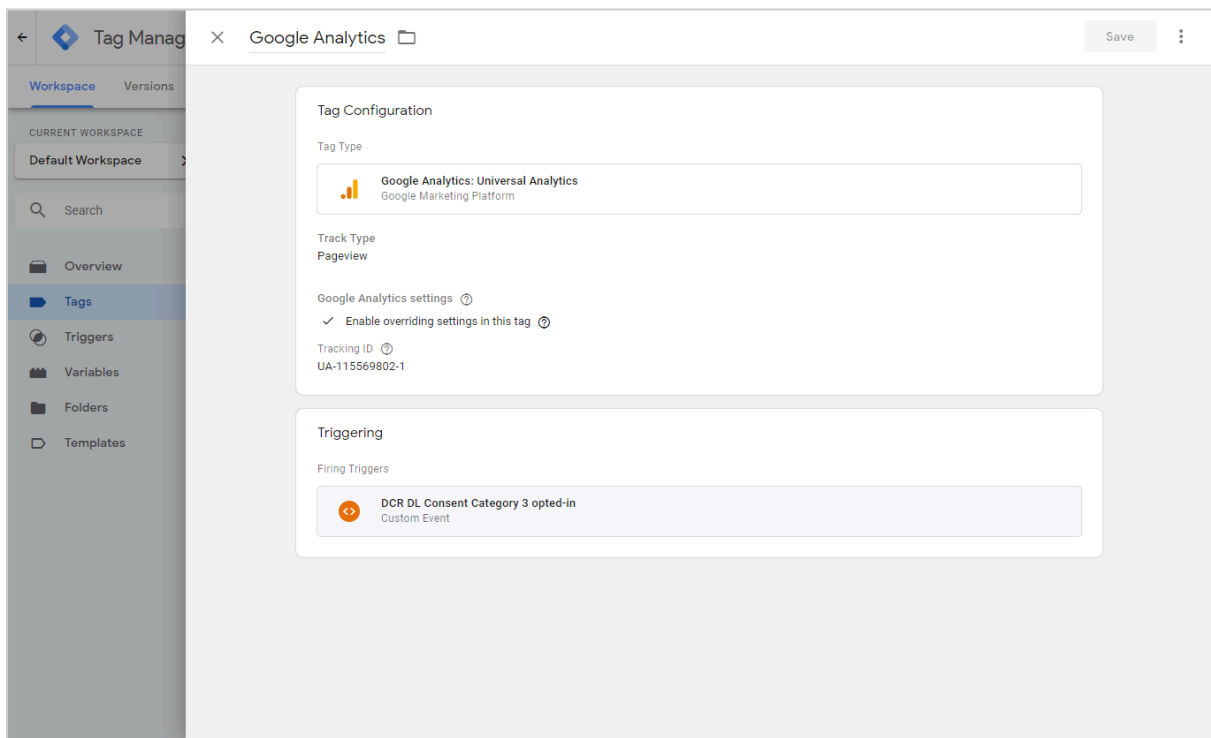 Tag Manag
Google Analytics
Save
Workspace Versions
CURRENT WORKSPACE
Default Workspace
Search
Overview
Tags
Triggers
Variables
Folders
Templates
Tag Configuration
Tag Type
Google Analytics: Universal Analytics
Google Marketing Platform
Track Type
Pageview
Google Analytics settings
Enable overriding settings in this tag
Tracking ID
UA-115569802-1
Triggering
Firing Triggers
DCR DL Consent Category 3 opted-in
Custom Event